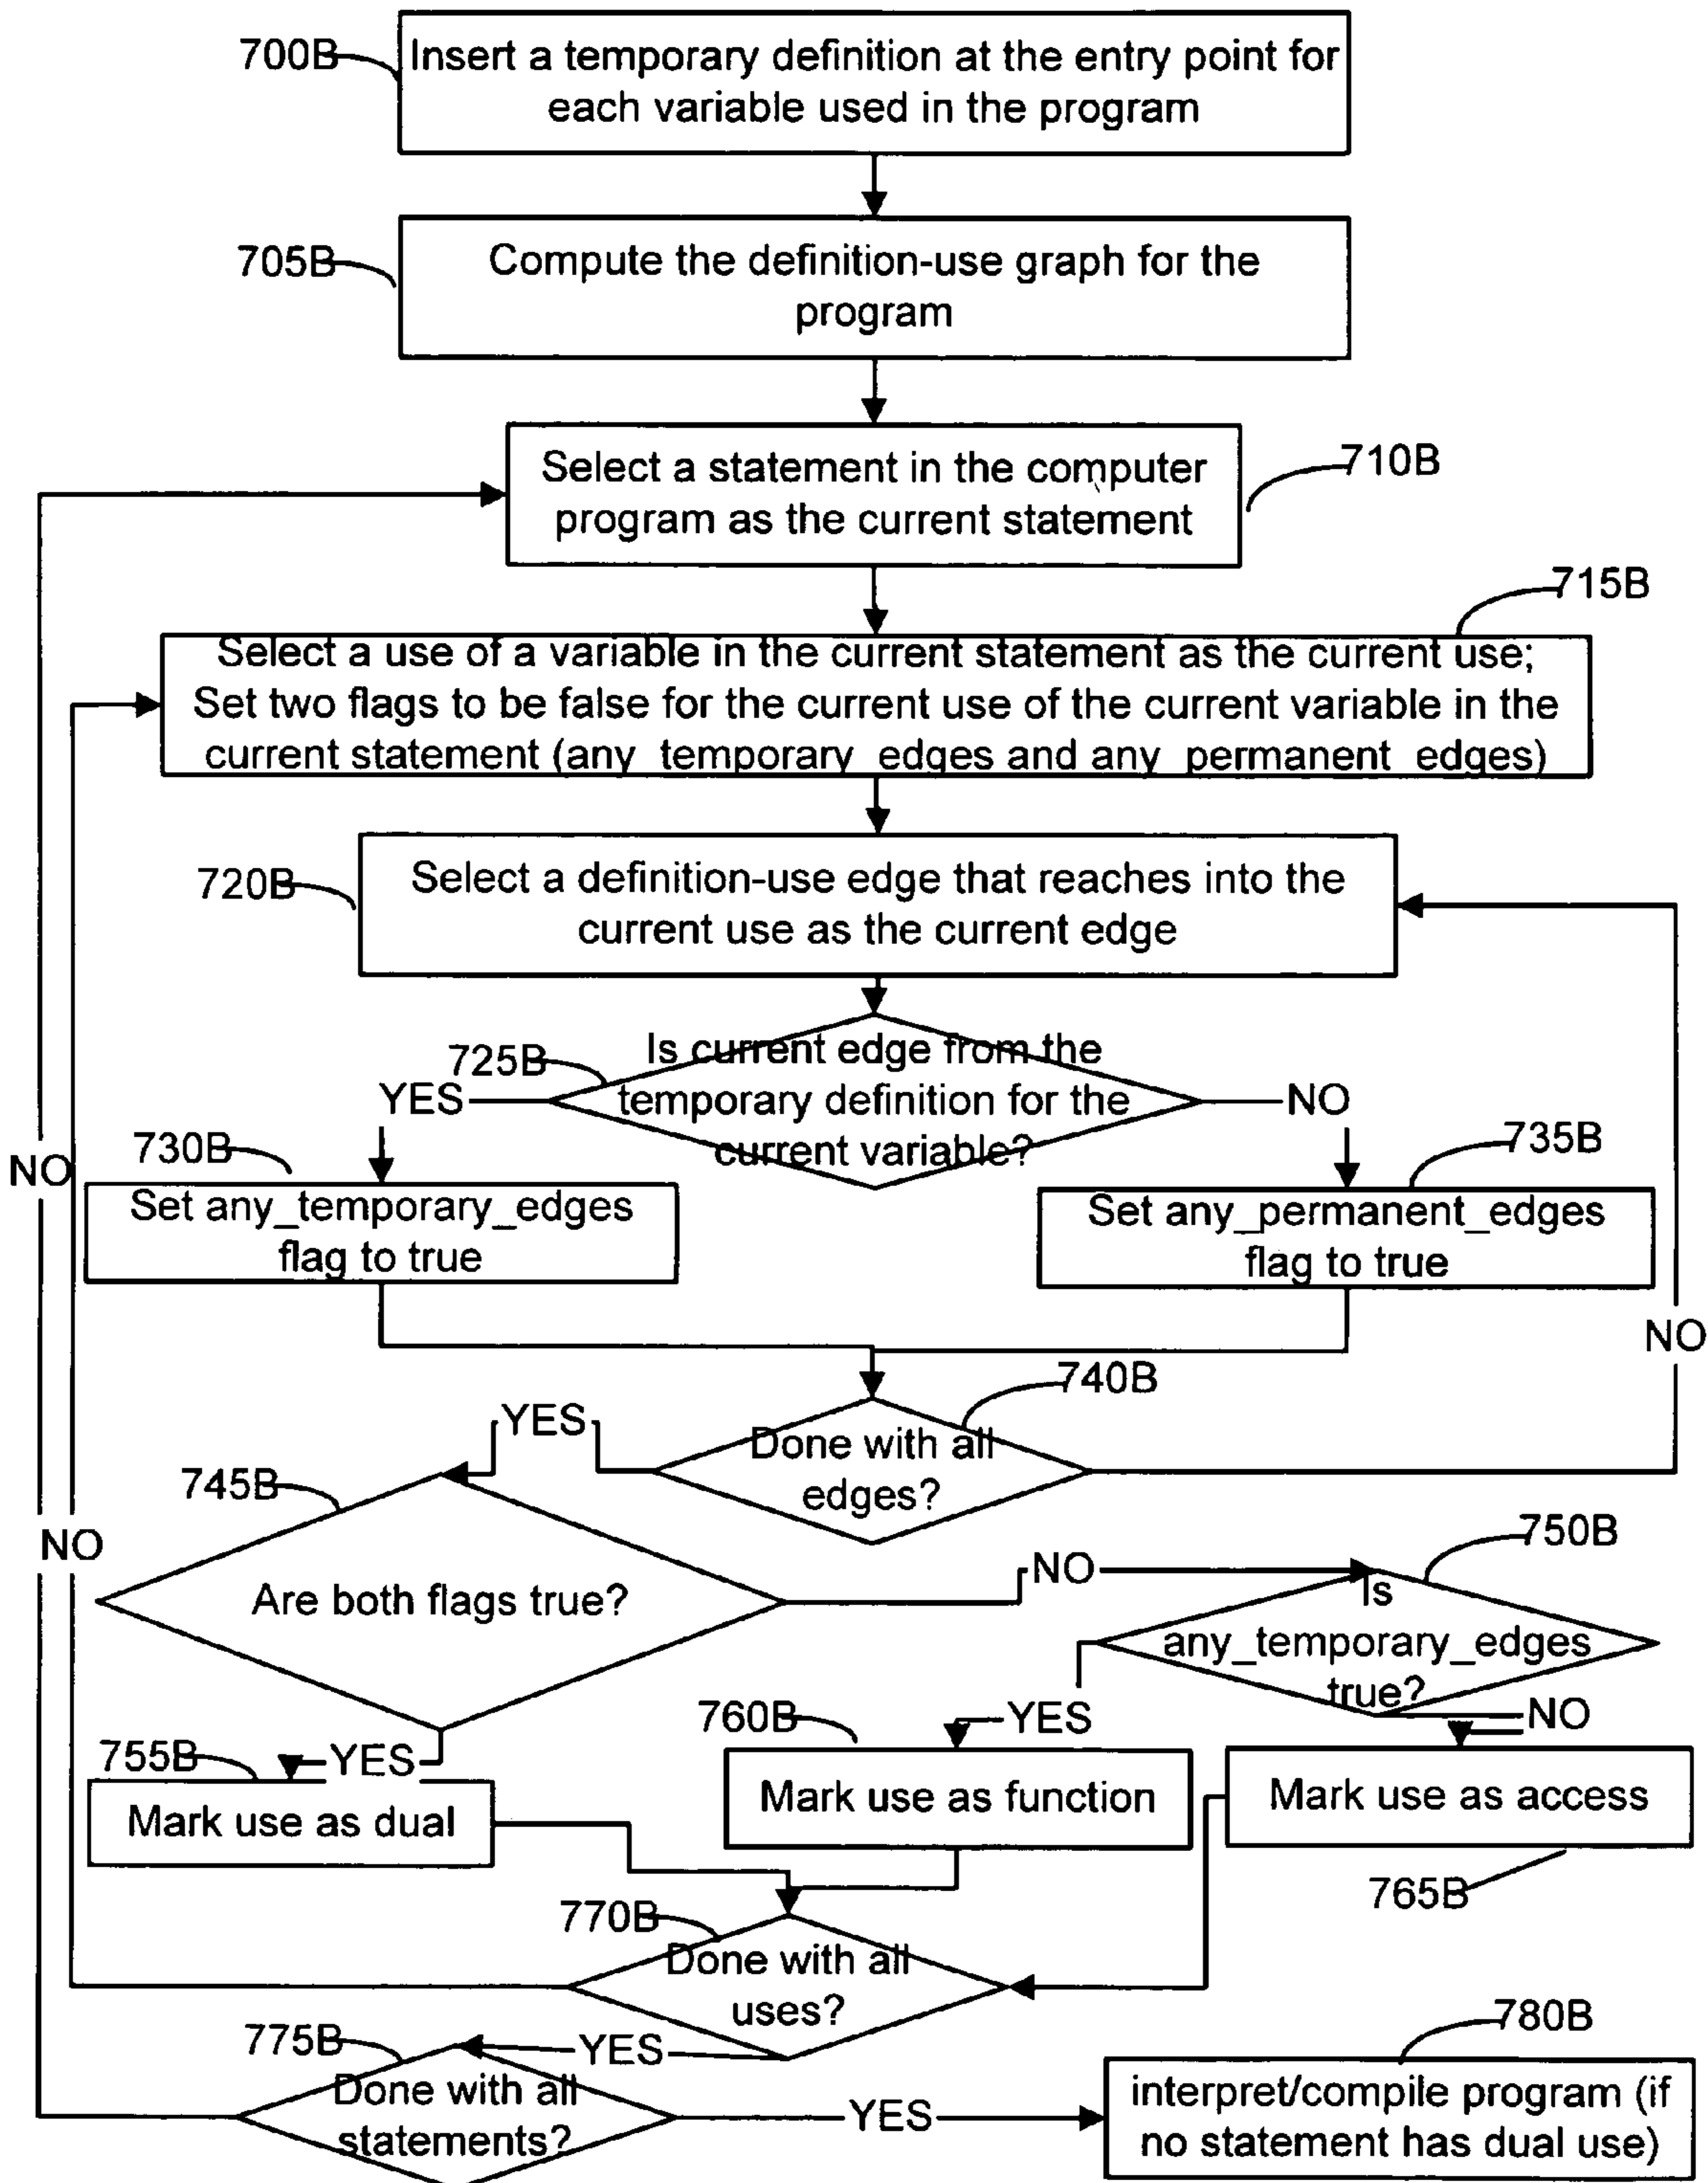 700B
Insert a temporary definition at the entry point for
each variable used in the program
705B
Compute the definition-use graph for the
program
Select a statement in the computer
program as the current statement
710B
715B
Select a use of a variable in the current statement as the current use;
Set two flags to be false for the current use of the current variable in the
current statement (any_temporary_edges and any_permanent_edges)
720B
Select a definition-use edge that reaches into the
current use as the current edge
725B
Is current edge from the
temporary definition for the
current variable?
YES
NO
730B
735B
NO
Set any_temporary_edges
flag to true
Set any_permanent_edges
flag to true
NO
740B
YES
Done with all
edges?
745B
NO
750B
Are both flags true?
NO
Is
any_temporary_edges
true?
760B
YES
NO
755B
YES
Mark use as dual
Mark use as function
Mark use as access
765B
770B
Done with all
uses?
775B
YES
780B
Done with all
statements?
YES
interpret/compile program (if
no statement has dual use)